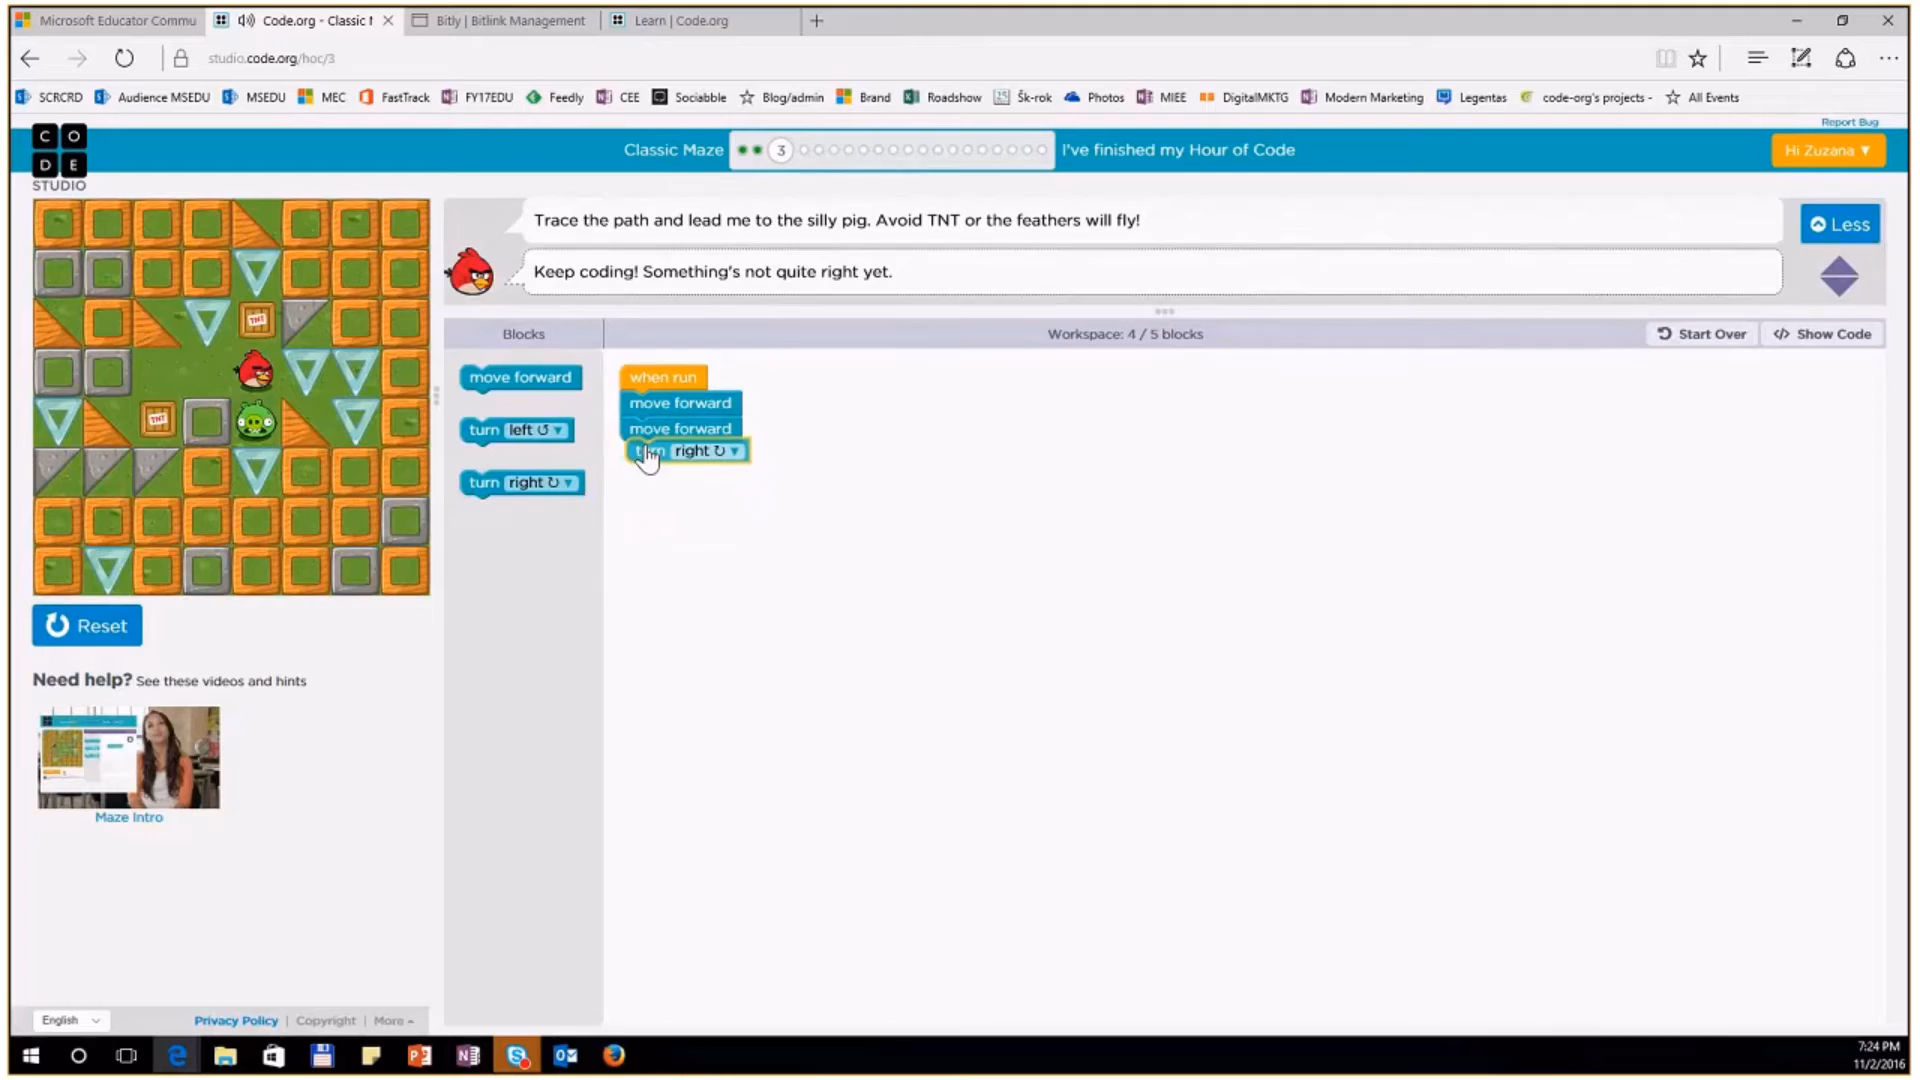 Microsoft Educator Commu
Code.org - Classic
Bitly | Bitlink Management
Learn | Code.org
studio.code.org/hoc/3
SCRCRD
Audience MSEDU
MSEDU
MEC
FastTrack
FY17EDU
Feedly
CEE
Sociabble
Blog/admin
Brand
Roadshow
Šk-rok
Photos
MIEE
DigitalMKTG
Modern Marketing
Legentas
code-org's projects -
All Events
Report Bug
CO
DE
STUDIO
Classic Maze
3
I've finished my Hour of Code
Hi Zuzana ▼
Trace the path and lead me to the silly pig. Avoid TNT or the feathers will fly!
Less
Keep coding! Something's not quite right yet.
Blocks
Workspace: 4 / 5 blocks
Start Over
</> Show Code
TNT
TNT
move forward
turn left ↺ ▼
turn right ↻ ▼
when run
move forward
move forward
right ↻ ▼
Reset
Need help? See these videos and hints
Maze Intro
English
Privacy Policy | Copyright | More
7:24 PM
11/2/2016